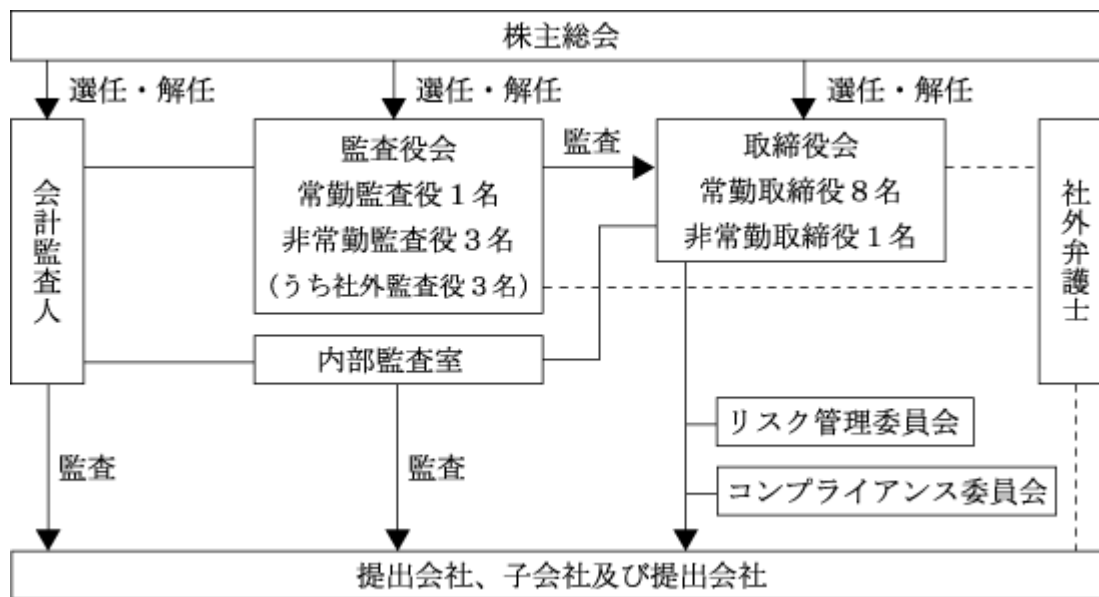 株主総会
選任・解任
選任・解任
選任・解任
会計監査人
監査役会
常勤監査役1名
非常勤監査役3名
(うち社外監査役3名)
監査
取締役会
常勤取締役8名
非常勤取締役1名
社外弁護士
内部監査室
リスク管理委員会
コンプライアンス委員会
監査
監査
提出会社、子会社及び提出会社